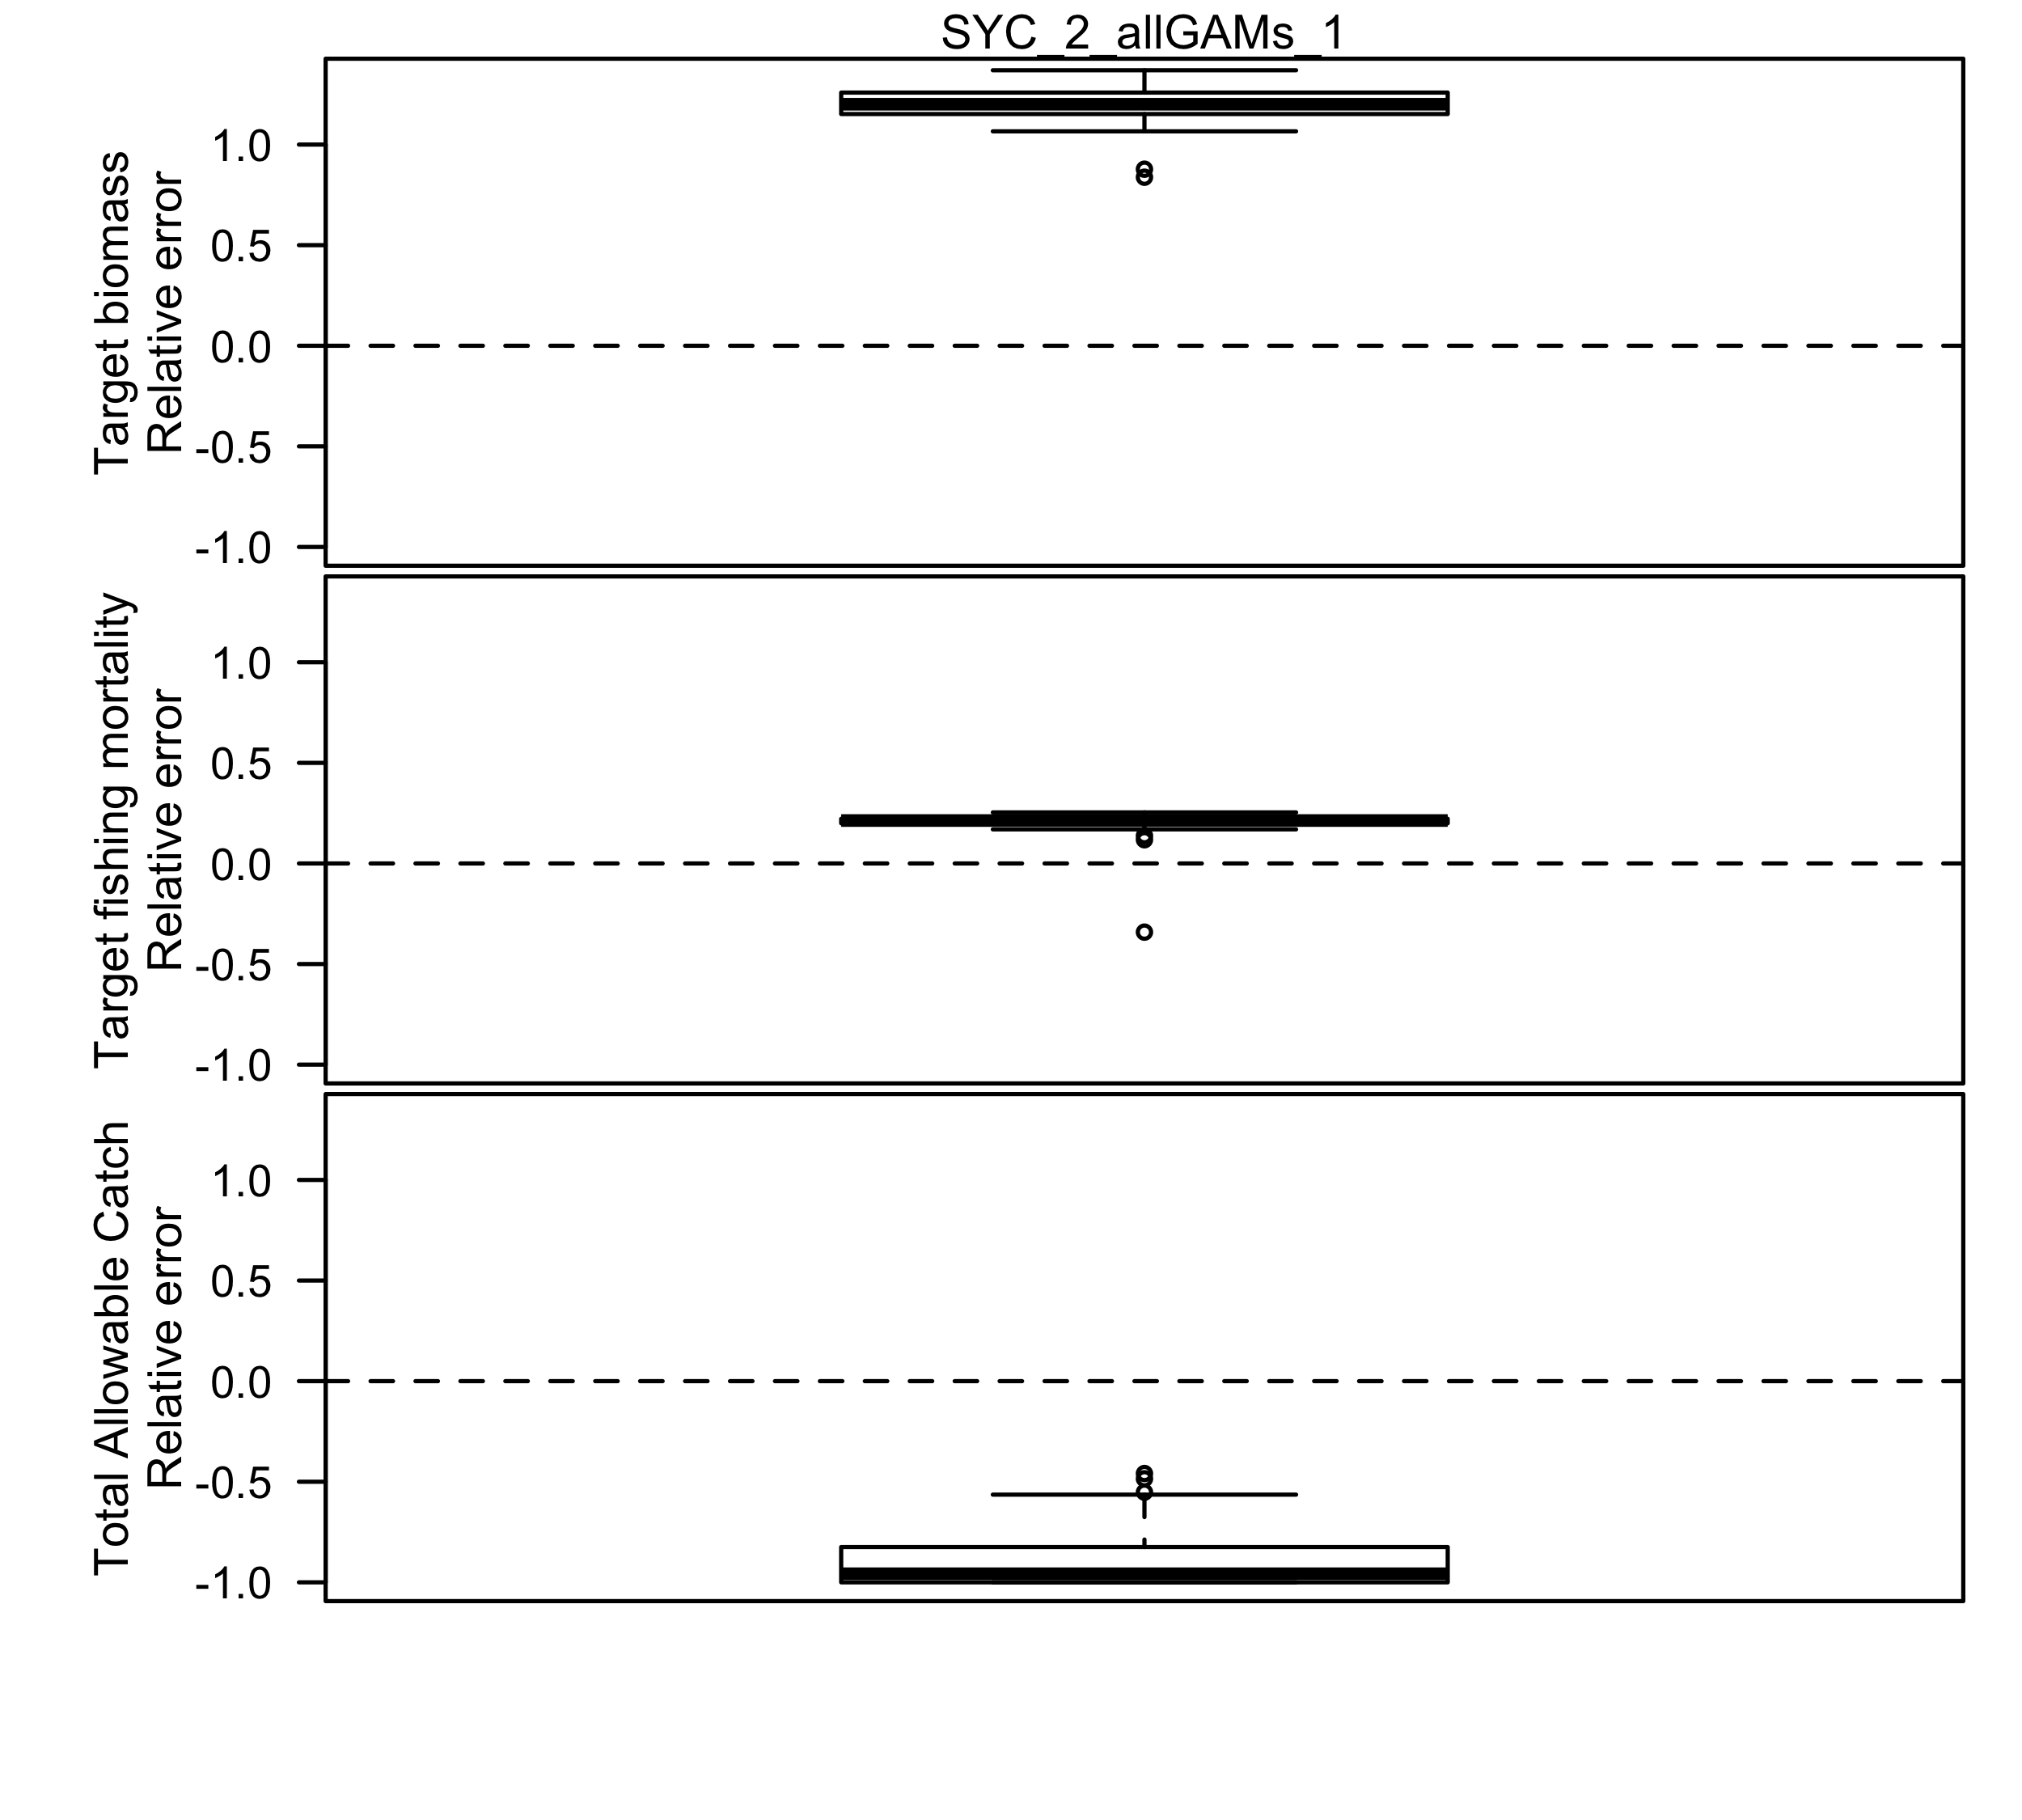 SYC_2_allGAMs_1
Target biomass
Relative error
1.0
0.5
0.0
-0.5
-1.0
Target fishing mortality
Relative error
1.0
0.5
0.0
-0.5
-1.0
Total Allowable Catch
Relative error
1.0
0.5
0.0
-0.5
-1.0